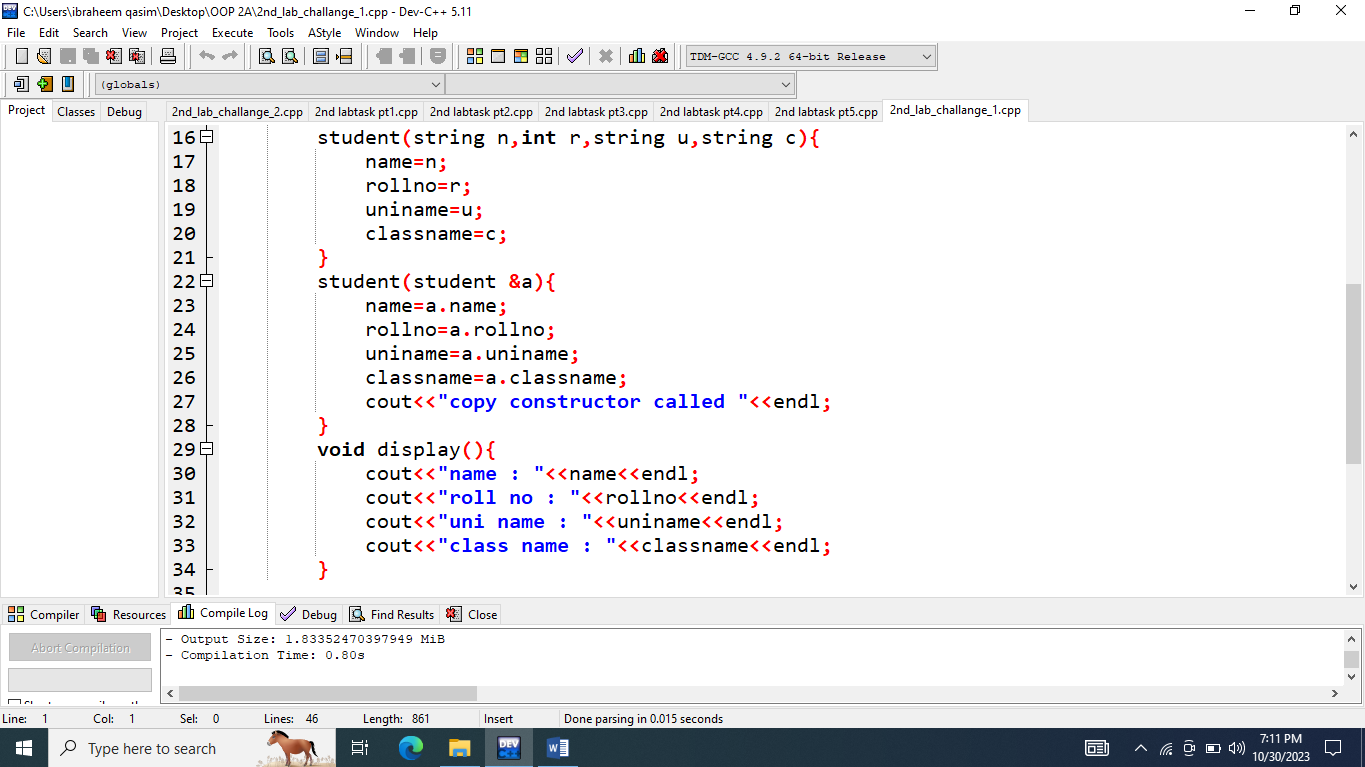 C:\Users\ibraheem qasim\Desktop\OOP 2A\2nd_lab_challange_1.cpp - Dev-C++ 5.11
File Edit Search View Project Execute Tools AStyle Window Help
TDM-GCC 4.9.2 64-bit Release
(globals)
Project Classes Debug 2nd_lab_challange_2.cpp 2nd labtask pt1.cpp 2nd labtask pt2.cpp 2nd labtask pt3.cpp 2nd labtask pt4.cpp 2nd labtask pt5.cpp 2nd_lab_challange_1.cpp
16 student(string n,int r,string u,string c){
17 name=n;
18 rollno=r;
19 uniname=u;
20 classname=c;
21 }
22 student(student &a){
23 name=a.name;
24 rollno=a.rollno;
25 uniname=a.uniname;
26 classname=a.classname;
27 cout<<"copy constructor called "<<endl;
28 }
29 void display(){
30 cout<<"name : "<<name<<endl;
31 cout<<"roll no : "<<rollno<<endl;
32 cout<<"uni name : "<<uniname<<endl;
33 cout<<"class name : "<<classname<<endl;
34 }
35
Compiler Resources Compile Log Debug Find Results Close
Abort Compilation
- Output Size: 1.83352470397949 MiB
- Compilation Time: 0.80s
Line: 1 Col: 1 Sel: 0 Lines: 46 Length: 861 Insert Done parsing in 0.015 seconds
Type here to search
DEV
7:11 PM
10/30/2023